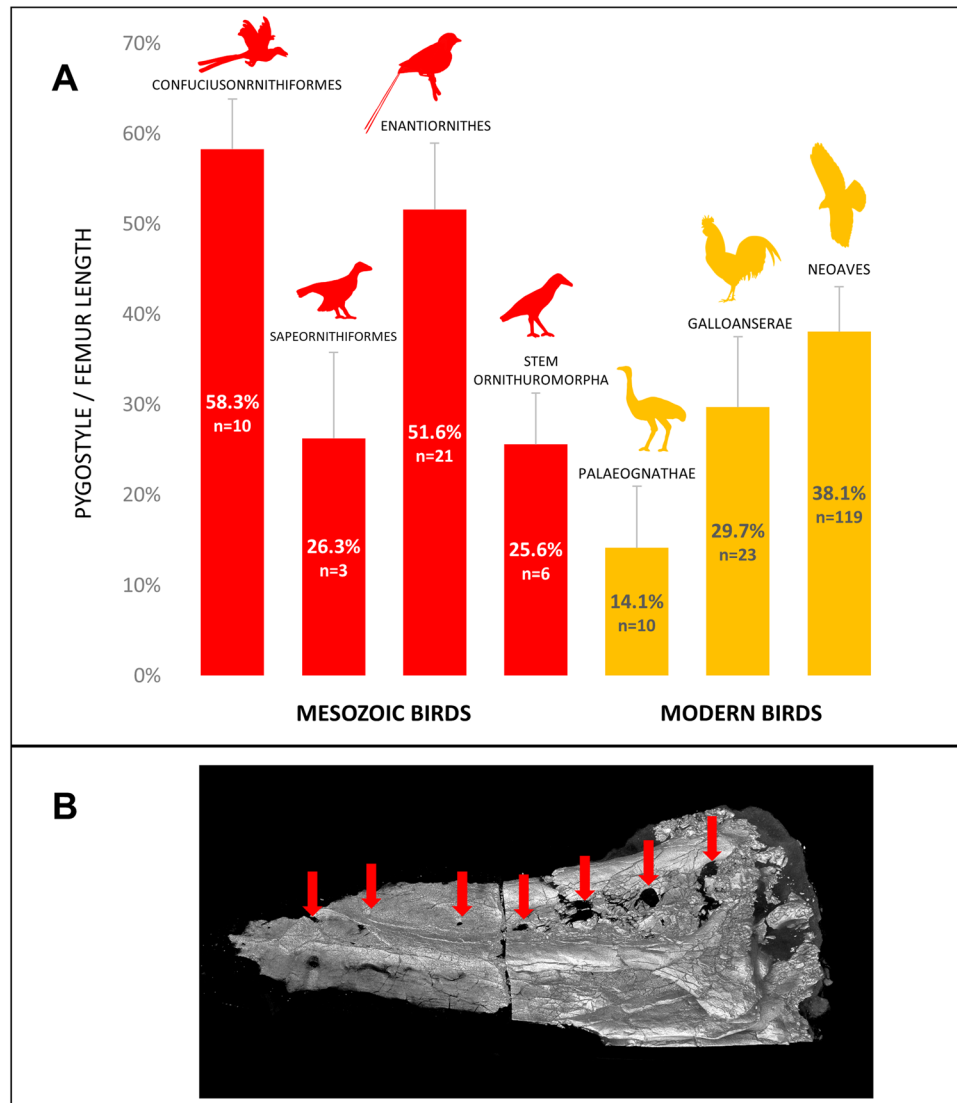 A
70%
60%
50%
40%
30%
20%
10%
0%
PYGOSTYLE / FEMUR LENGTH
CONFUCIUSONRNITHIFORMES
58.3%
n=10
SAPEORNITHIFORMES
26.3%
n=3
ENANTIORNITHES
51.6%
n=21
STEM
ORNITHUROMORPHA
25.6%
n=6
PALAEOGNATHAE
14.1%
n=10
GALLOANSERAE
29.7%
n=23
NEOAVES
38.1%
n=119
MESOZOIC BIRDS
MODERN BIRDS
B